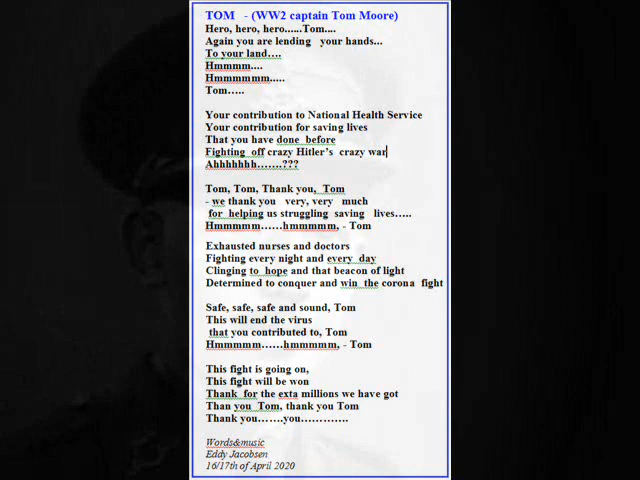 TOM - (WW2 captain Tom Moore)
Hero, hero, hero......Tom....
Again you are lending your hands...
To your land….
Hmmmm....
Hmmmmmm.....
Tom…..
Your contribution to National Health Service
Your contribution for saving lives
That you have done before
Fighting off crazy Hitler's crazy war
Ahhhhhhh…….???
Tom, Tom, Thank you, Tom
- we thank you very, very much
for helping us struggling saving lives…..
Hmmmmm……hmmmmm, - Tom
Exhausted nurses and doctors
Fighting every night and every day
Clinging to hope and that beacon of light
Determined to conquer and win the corona fight
Safe, safe, safe and sound, Tom
This will end the virus
that you contributed to, Tom
Hmmmmm……hmmmmm, - Tom
This fight is going on,
This fight will be won
Thank for the exta millions we have got
Than you Tom, thank you Tom
Thank you…….you………….
Words&music
Eddy Jacobsen
16/17th of April 2020